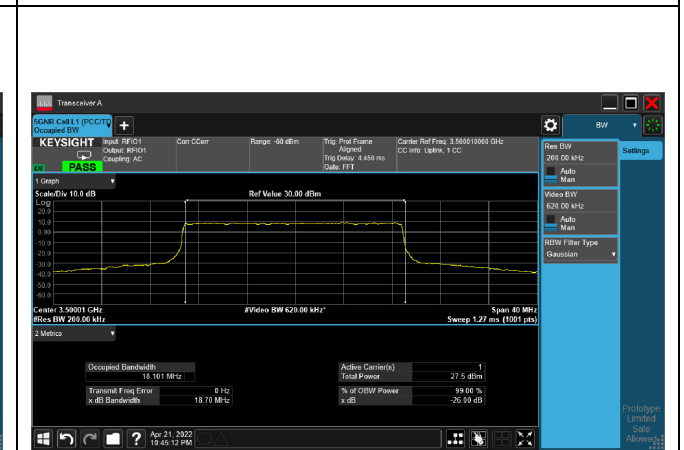 Transceiver A
5GNR Cell L1 (PCC/TD
Occupied BW
KEYSIGHT
PASS
Input: RFIO1
Output: RFIO1
Coupling: AC
Corr CCorr
Range: -60 dBm
Trig: Prot Frame
Aligned
Trig Delay: 4.450 ms
Gate: FFT
Carrier Ref Freq: 3.500010000 GHz
CC Info: Uplink, 1 CC
BW
Settings
Res BW
200.00 kHz
Auto
Man
Video BW
620.00 kHz
Auto
Man
RBW Filter Type
Gaussian
1 Graph
Scale/Div 10.0 dB
Ref Value 30.00 dBm
Log
20.0
10.0
0.00
-10.0
-20.0
-30.0
-40.0
-50.0
-60.0
Center 3.50001 GHz
#Video BW 620.00 kHz*
Span 40 MHz
#Res BW 200.00 kHz
Sweep 1.27 ms (1001 pts)
2 Metrics
Occupied Bandwidth
18.101 MHz
Active Carrier(s) 1
Total Power 27.5 dBm
Transmit Freq Error 0 Hz
x dB Bandwidth 18.70 MHz
% of OBW Power 99.00 %
x dB -26.00 dB
Apr 21, 2022
10:45:12 PM
Prototype
Limited
Sale
Allowed